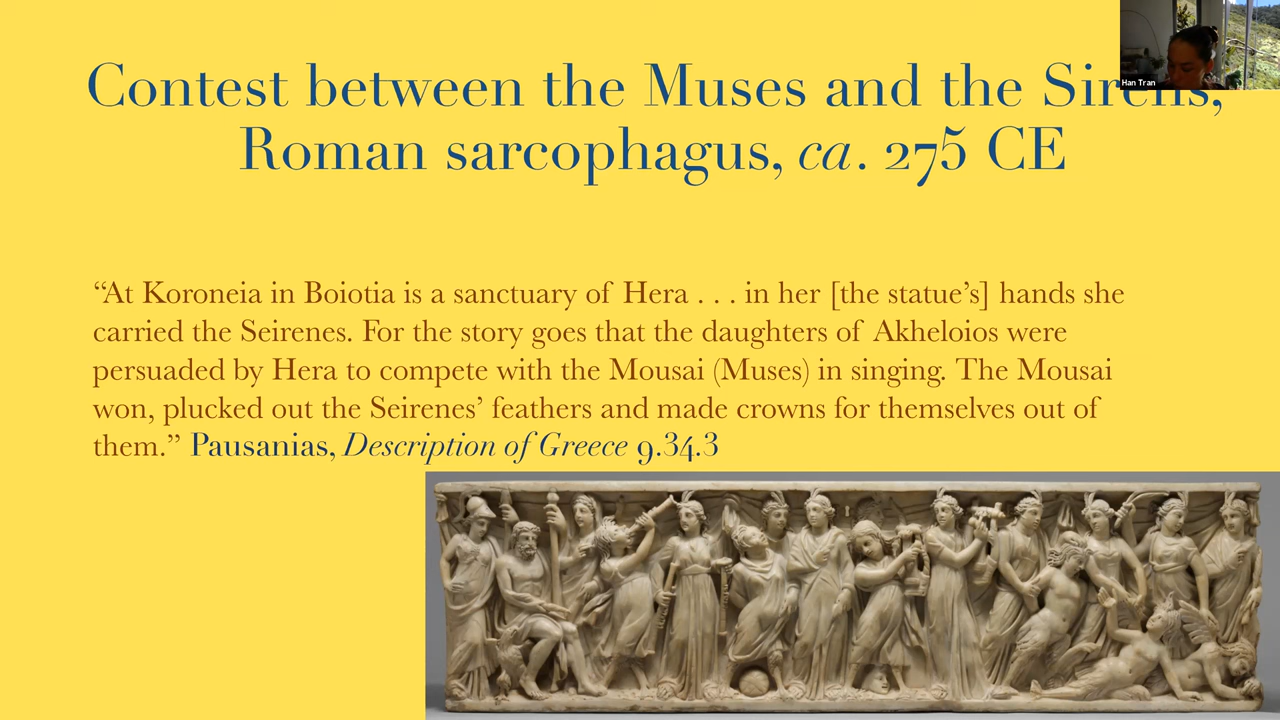 Contest between the Muses and the Sirens,
Roman sarcophagus, ca. 275 CE
Han Tran
“At Koroneia in Boiotia is a sanctuary of Hera . . . in her [the statue’s] hands she
carried the Seirenes. For the story goes that the daughters of Akheloios were
persuaded by Hera to compete with the Mousai (Muses) in singing. The Mousai
won, plucked out the Seirenes’ feathers and made crowns for themselves out of
them.” Pausanias, Description of Greece 9.34.3